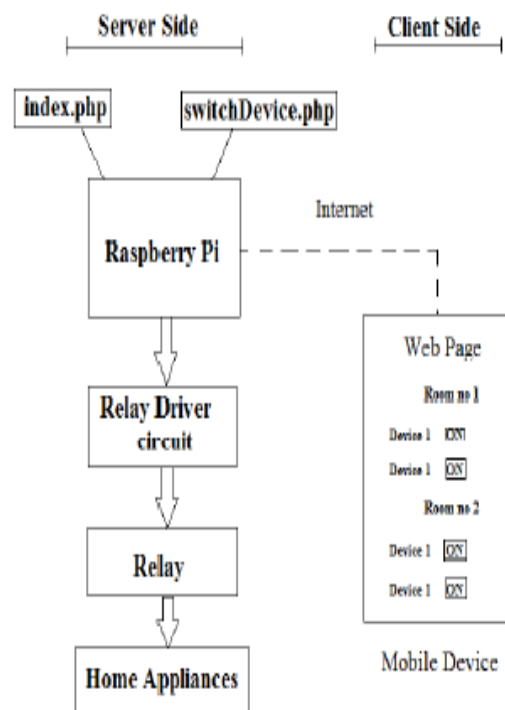 Server Side
Client Side
index.php
switchDevice.php
Internet
Raspberry Pi
Relay Driver
circuit
Relay
Home Appliances
Web Page
Room no 1
Device 1 ON
Device 1 ON
Room no 2
Device 1 ON
Device 1 ON
Mobile Device